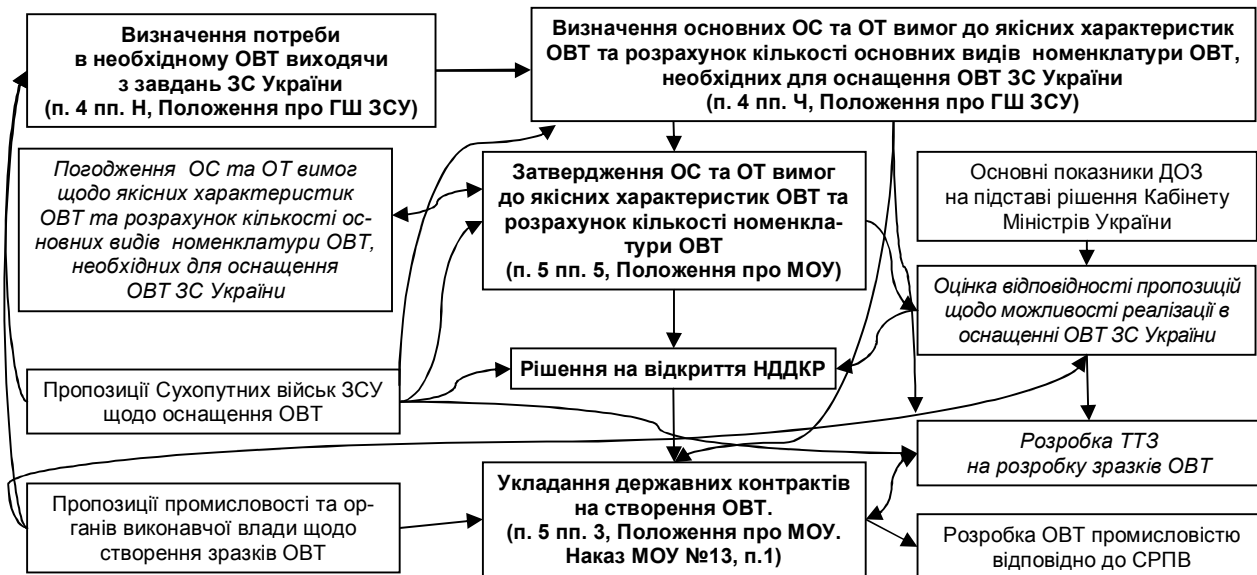 Визначення потреби
в необхідному ОВТ виходячи
з завдань ЗС України
(п. 4 пп. Н, Положення про ГШ ЗСУ)
Визначення основних ОС та ОТ вимог до якісних характеристик
ОВТ та розрахунок кількості основних видів номенклатури ОВТ,
необхідних для оснащення ОВТ ЗС України
(п. 4 пп. Ч, Положення про ГШ ЗСУ)
Погодження ОС та ОТ вимог
щодо якісних характеристик
ОВТ та розрахунок кількості ос-
новних видів номенклатури ОВТ,
необхідних для оснащення
ОВТ ЗС України
Затвердження ОС та ОТ вимог
до якісних характеристик ОВТ та
розрахунок кількості номенкла-
тури ОВТ
(п. 5 пп. 5, Положення про МОУ)
Основні показники ДОЗ
на підставі рішення Кабінету
Міністрів України
Оцінка відповідності пропозицій
щодо можливості реалізації в
оснащенні ОВТ ЗС України
Рішення на відкриття НДДКР
Пропозиції Сухопутних військ ЗСУ
щодо оснащення ОВТ
Розробка ТТЗ
на розробку зразків ОВТ
Пропозиції промисловості та ор-
ганів виконавчої влади щодо
створення зразків ОВТ
Укладання державних контрактів
на створення ОВТ.
(п. 5 пп. 3, Положення про МОУ.
Наказ МОУ №13, п.1)
Розробка ОВТ промисловістю
відповідно до СРПВ